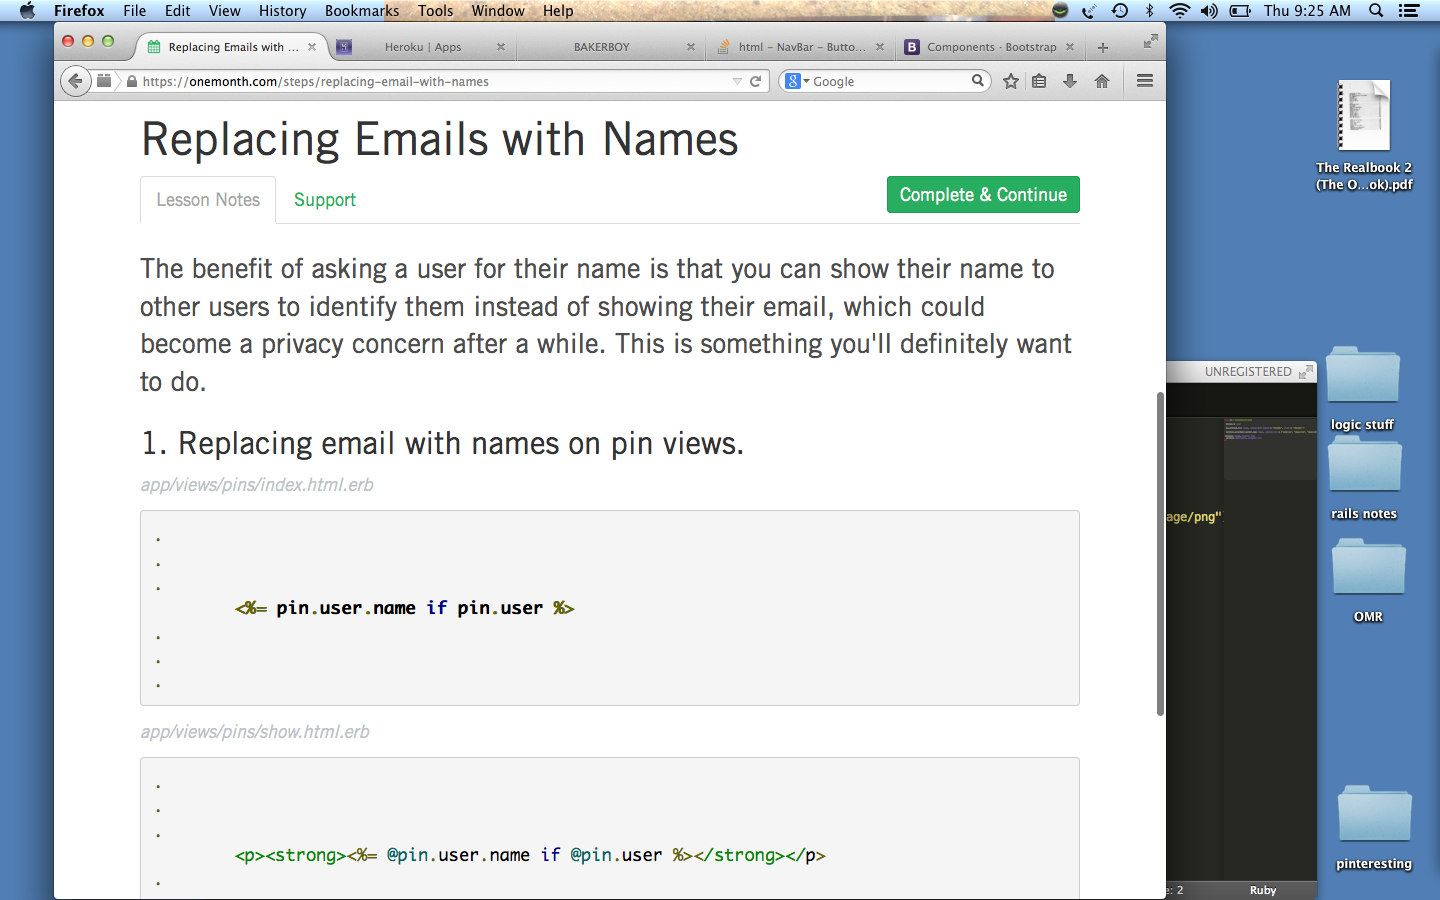 Firefox File Edit View History Bookmarks Tools Window Help Thu 9:25 AM
Replacing Emails with ...
Heroku | Apps
BAKERBOY
html - NavBar - Butto...
Components · Bootstrap
https://onemonth.com/steps/replacing-email-with-names
Google
Replacing Emails with Names
Lesson Notes
Support
Complete & Continue
The benefit of asking a user for their name is that you can show their name to
other users to identify them instead of showing their email, which could
become a privacy concern after a while. This is something you'll definitely want
to do.
1. Replacing email with names on pin views.
app/views/pins/index.html.erb
.
.
.
<%= pin.user.name if pin.user %>
.
.
.
app/views/pins/show.html.erb
.
.
.
<p><strong><%= @pin.user.name if @pin.user %></strong></p>
.
The Realbook 2
(The O...ok).pdf
UNREGISTERED
logic stuff
age/png"
rails notes
OMR
pinteresting
e: 2
Ruby